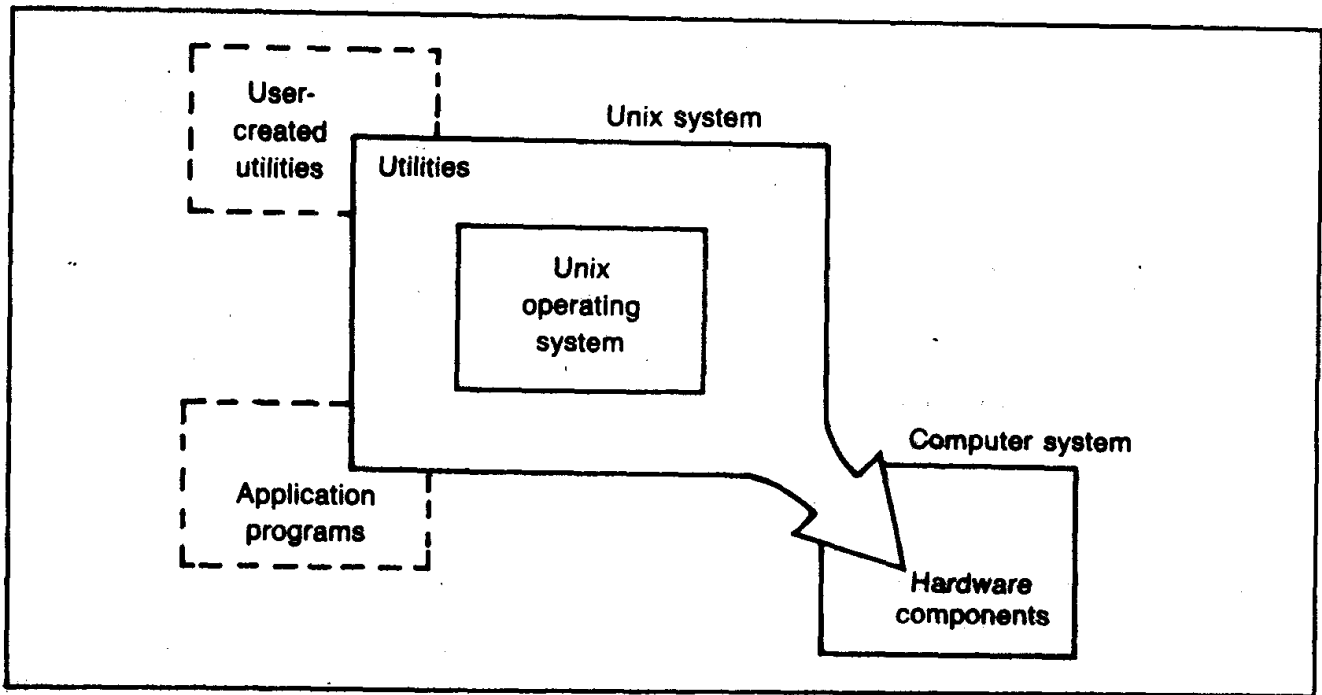 User-
created
utilities
Unix system
Utilities
Unix
operating
system
Computer system
Application
programs
Hardware
components